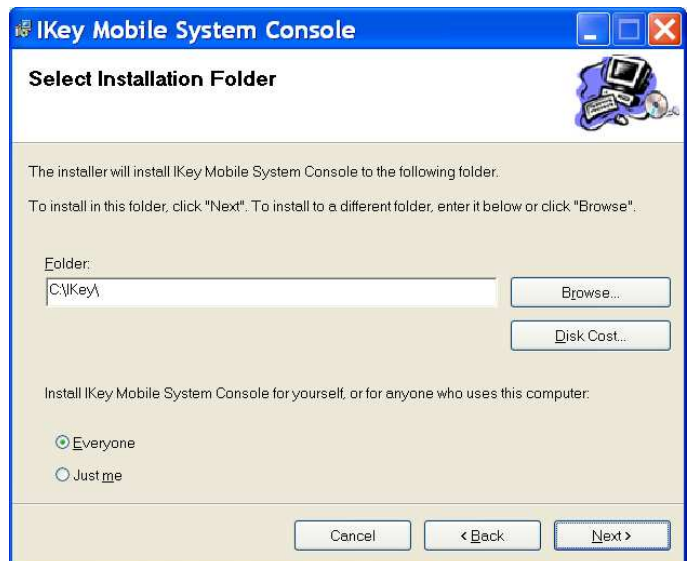 IKey Mobile System Console
Select Installation Folder
The installer will install IKey Mobile System Console to the following folder.
To install in this folder, click "Next". To install to a different folder, enter it below or click "Browse".
Folder:
C:\IKey\
Browse...
Disk Cost...
Install IKey Mobile System Console for yourself, or for anyone who uses this computer:
Everyone
Just me
Cancel
< Back
Next >